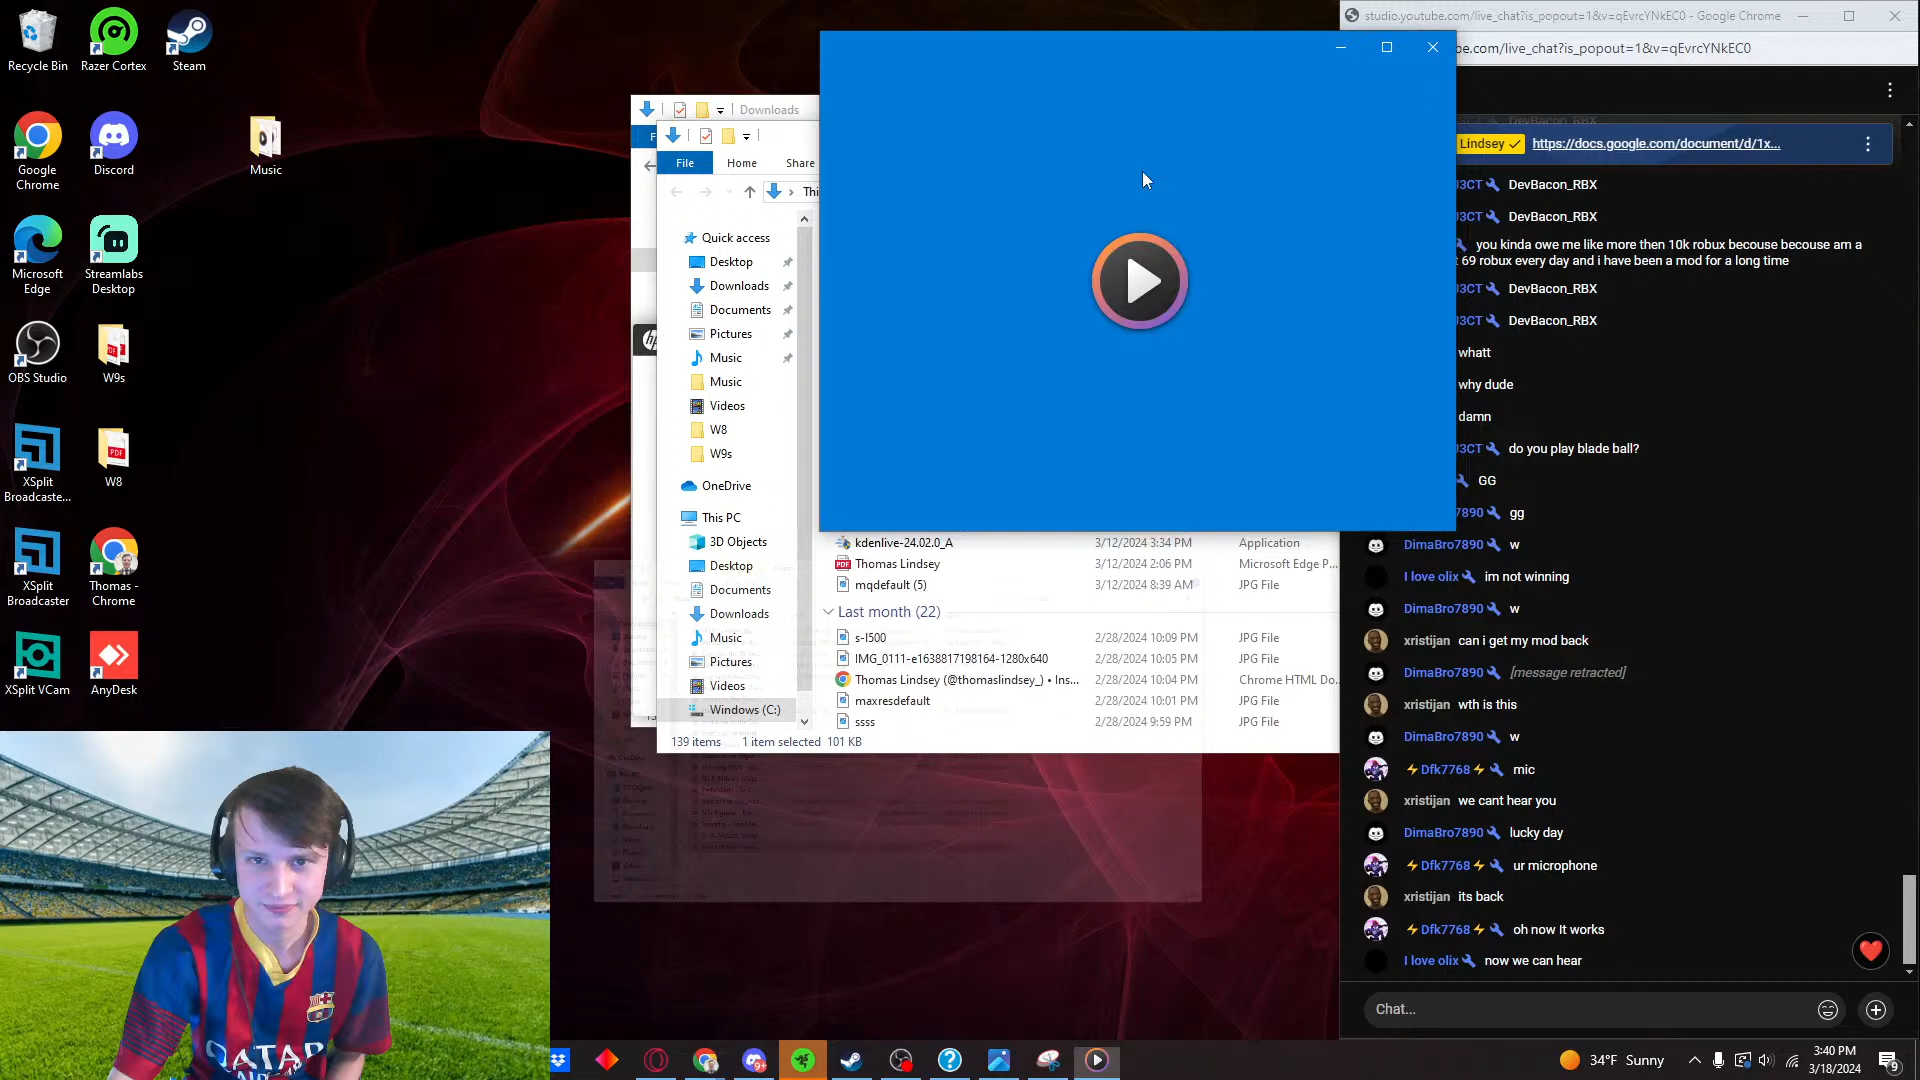 Recycle Bin
Razer Cortex
Steam
Google Chrome
Discord
Music
Microsoft Edge
Streamlabs Desktop
OBS Studio
W9s
XSplit Broadcaste...
W8
XSplit Broadcaster
Thomas - Chrome
XSplit VCam
AnyDesk
Downloads
File
Home
Share
Thi
Quick access
Desktop
Downloads
Documents
Pictures
Music
Music
Videos
W8
W9s
OneDrive
This PC
3D Objects
Desktop
Documents
Downloads
Music
Pictures
Videos
Windows (C:)
kdenlive-24.02.0_A 3/12/2024 3:34 PM Application
Thomas Lindsey 3/12/2024 2:06 PM Microsoft Edge P...
mqdefault (5) 3/12/2024 8:39 AM JPG File
Last month (22)
s-l500 2/28/2024 10:09 PM JPG File
IMG_0111-e1638817198164-1280x640 2/28/2024 10:05 PM JPG File
Thomas Lindsey (@thomaslindsey_) • Ins... 2/28/2024 10:04 PM Chrome HTML Do...
maxresdefault 2/28/2024 10:01 PM JPG File
ssss 2/28/2024 9:59 PM JPG File
139 items 1 item selected 101 KB
studio.youtube.com/live_chat?is_popout=1&v=qEvrcYNkEC0 - Google Chrome
be.com/live_chat?is_popout=1&v=qEvrcYNkEC0
DevBacon_RBX
Lindsey https://docs.google.com/document/d/1x...
J3CT DevBacon_RBX
J3CT DevBacon_RBX
you kinda owe me like more then 10k robux becouse becouse am a
69 robux every day and i have been a mod for a long time
J3CT DevBacon_RBX
J3CT DevBacon_RBX
whatt
why dude
damn
J3CT do you play blade ball?
GG
7890 gg
DimaBro7890 w
I love olix im not winning
DimaBro7890 w
xristijan can i get my mod back
DimaBro7890 [message retracted]
xristijan wth is this
DimaBro7890 w
⚡Dfk7768⚡ mic
xristijan we cant hear you
DimaBro7890 lucky day
⚡Dfk7768⚡ ur microphone
xristijan its back
⚡Dfk7768⚡ oh now It works
I love olix now we can hear
Chat...
QATAR
34°F Sunny
3:40 PM
3/18/2024
9